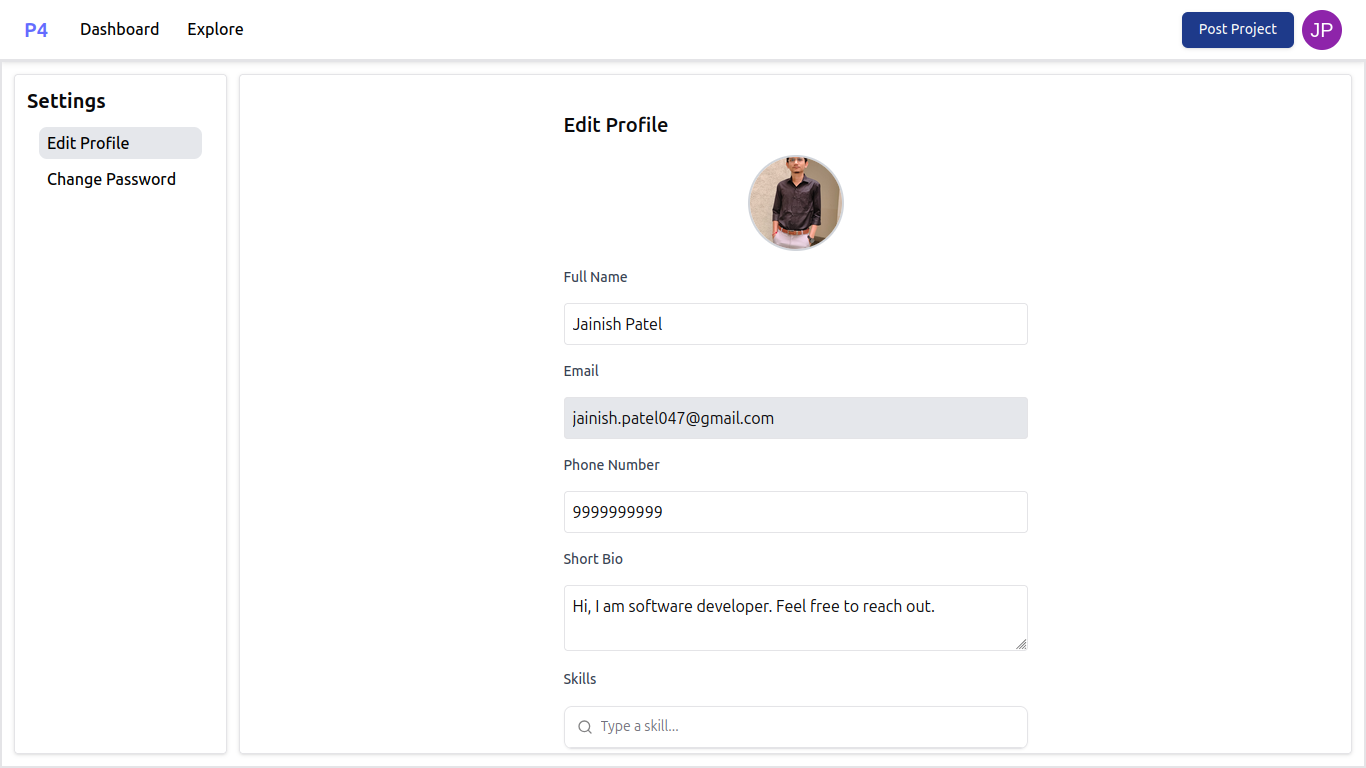 P4
Dashboard
Explore
Post Project
JP
Settings
Edit Profile
Change Password
Edit Profile
Full Name
Jainish Patel
Email
jainish.patel047@gmail.com
Phone Number
9999999999
Short Bio
Hi, I am software developer. Feel free to reach out.
Skills
Type a skill...